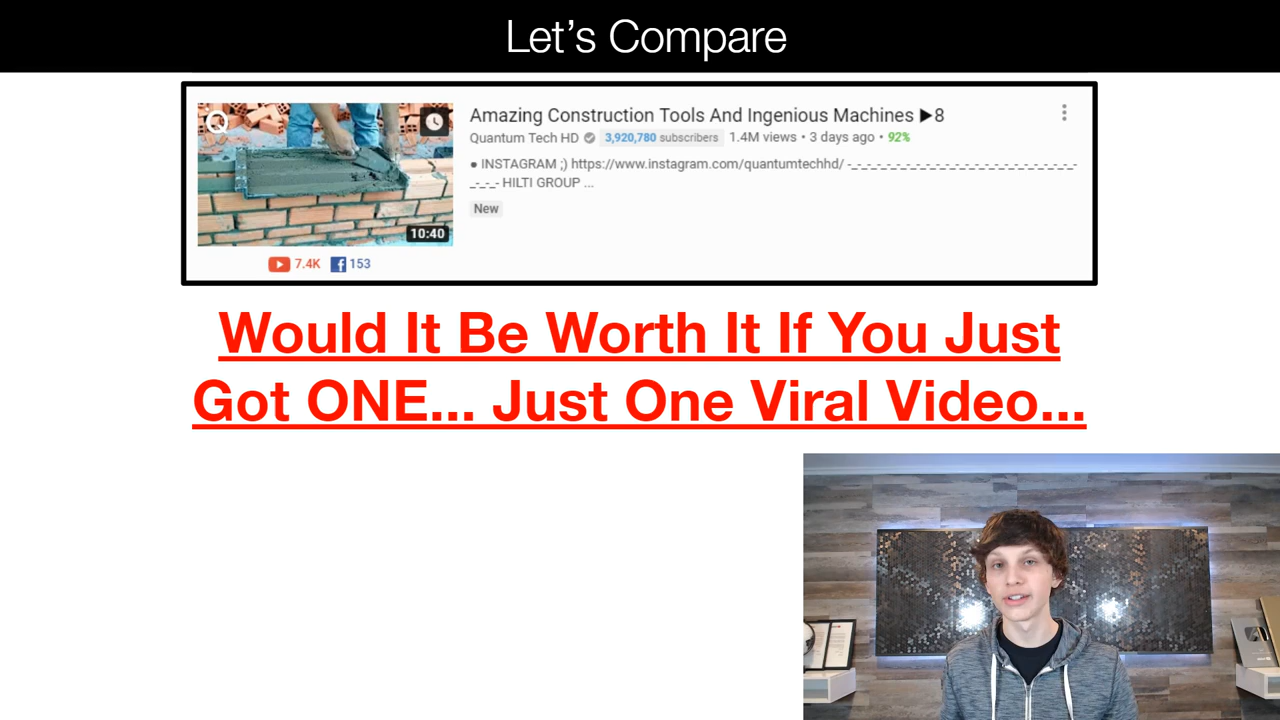 Let's Compare
Amazing Construction Tools And Ingenious Machines ▶8
Quantum Tech HD 3,920,780 subscribers 1.4M views • 3 days ago • 92%
● INSTAGRAM ;) https://www.instagram.com/quantumtechhd/ -_-_-_-_-_-_-_-_-_-_-_-_-_-_-_-_-_-_-_-_-_-_-_-
_-_-_- HILTI GROUP ...
New
10:40
7.4K 153
Would It Be Worth It If You Just
Got ONE... Just One Viral Video...